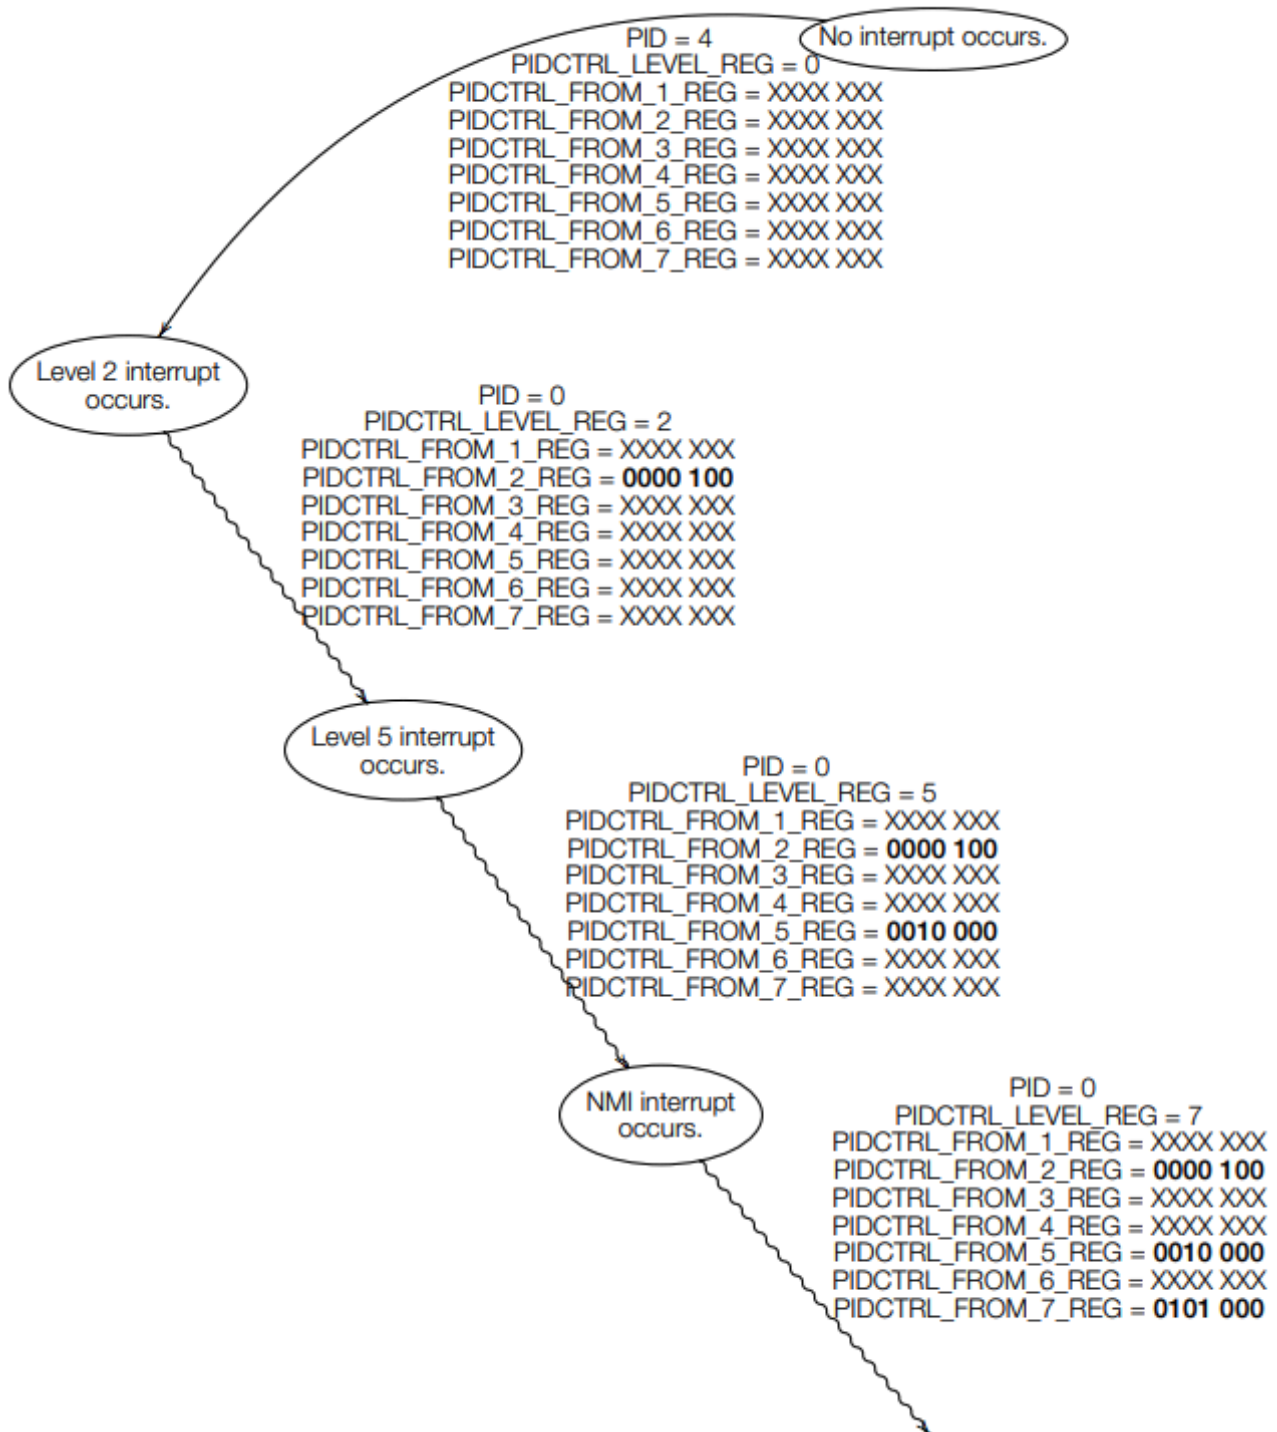 No interrupt occurs.
PID = 4
PIDCTRL_LEVEL_REG = 0
PIDCTRL_FROM_1_REG = XXXX XXX
PIDCTRL_FROM_2_REG = XXXX XXX
PIDCTRL_FROM_3_REG = XXXX XXX
PIDCTRL_FROM_4_REG = XXXX XXX
PIDCTRL_FROM_5_REG = XXXX XXX
PIDCTRL_FROM_6_REG = XXXX XXX
PIDCTRL_FROM_7_REG = XXXX XXX
Level 2 interrupt
occurs.
PID = 0
PIDCTRL_LEVEL_REG = 2
PIDCTRL_FROM_1_REG = XXXX XXX
PIDCTRL_FROM_2_REG = 0000 100
PIDCTRL_FROM_3_REG = XXXX XXX
PIDCTRL_FROM_4_REG = XXXX XXX
PIDCTRL_FROM_5_REG = XXXX XXX
PIDCTRL_FROM_6_REG = XXXX XXX
PIDCTRL_FROM_7_REG = XXXX XXX
Level 5 interrupt
occurs.
PID = 0
PIDCTRL_LEVEL_REG = 5
PIDCTRL_FROM_1_REG = XXXX XXX
PIDCTRL_FROM_2_REG = 0000 100
PIDCTRL_FROM_3_REG = XXXX XXX
PIDCTRL_FROM_4_REG = XXXX XXX
PIDCTRL_FROM_5_REG = 0010 000
PIDCTRL_FROM_6_REG = XXXX XXX
PIDCTRL_FROM_7_REG = XXXX XXX
NMI interrupt
occurs.
PID = 0
PIDCTRL_LEVEL_REG = 7
PIDCTRL_FROM_1_REG = XXXX XXX
PIDCTRL_FROM_2_REG = 0000 100
PIDCTRL_FROM_3_REG = XXXX XXX
PIDCTRL_FROM_4_REG = XXXX XXX
PIDCTRL_FROM_5_REG = 0010 000
PIDCTRL_FROM_6_REG = XXXX XXX
PIDCTRL_FROM_7_REG = 0101 000